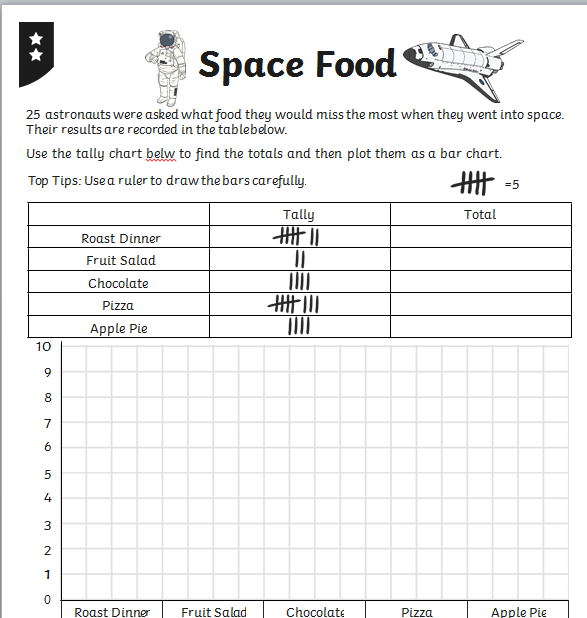 Space Food
25 astronauts were asked what food they would miss the most when they went into space.
Their results are recorded in the table below.
Use the tally chart belw to find the totals and then plot them as a bar chart.
Top Tips: Use a ruler to draw the bars carefully.
=5
Tally Total
Roast Dinner
Fruit Salad
Chocolate
Pizza
Apple Pie
10
9
8
7
6
5
4
3
2
1
0
Roast Dinner Fruit Salad Chocolate Pizza Apple Pie